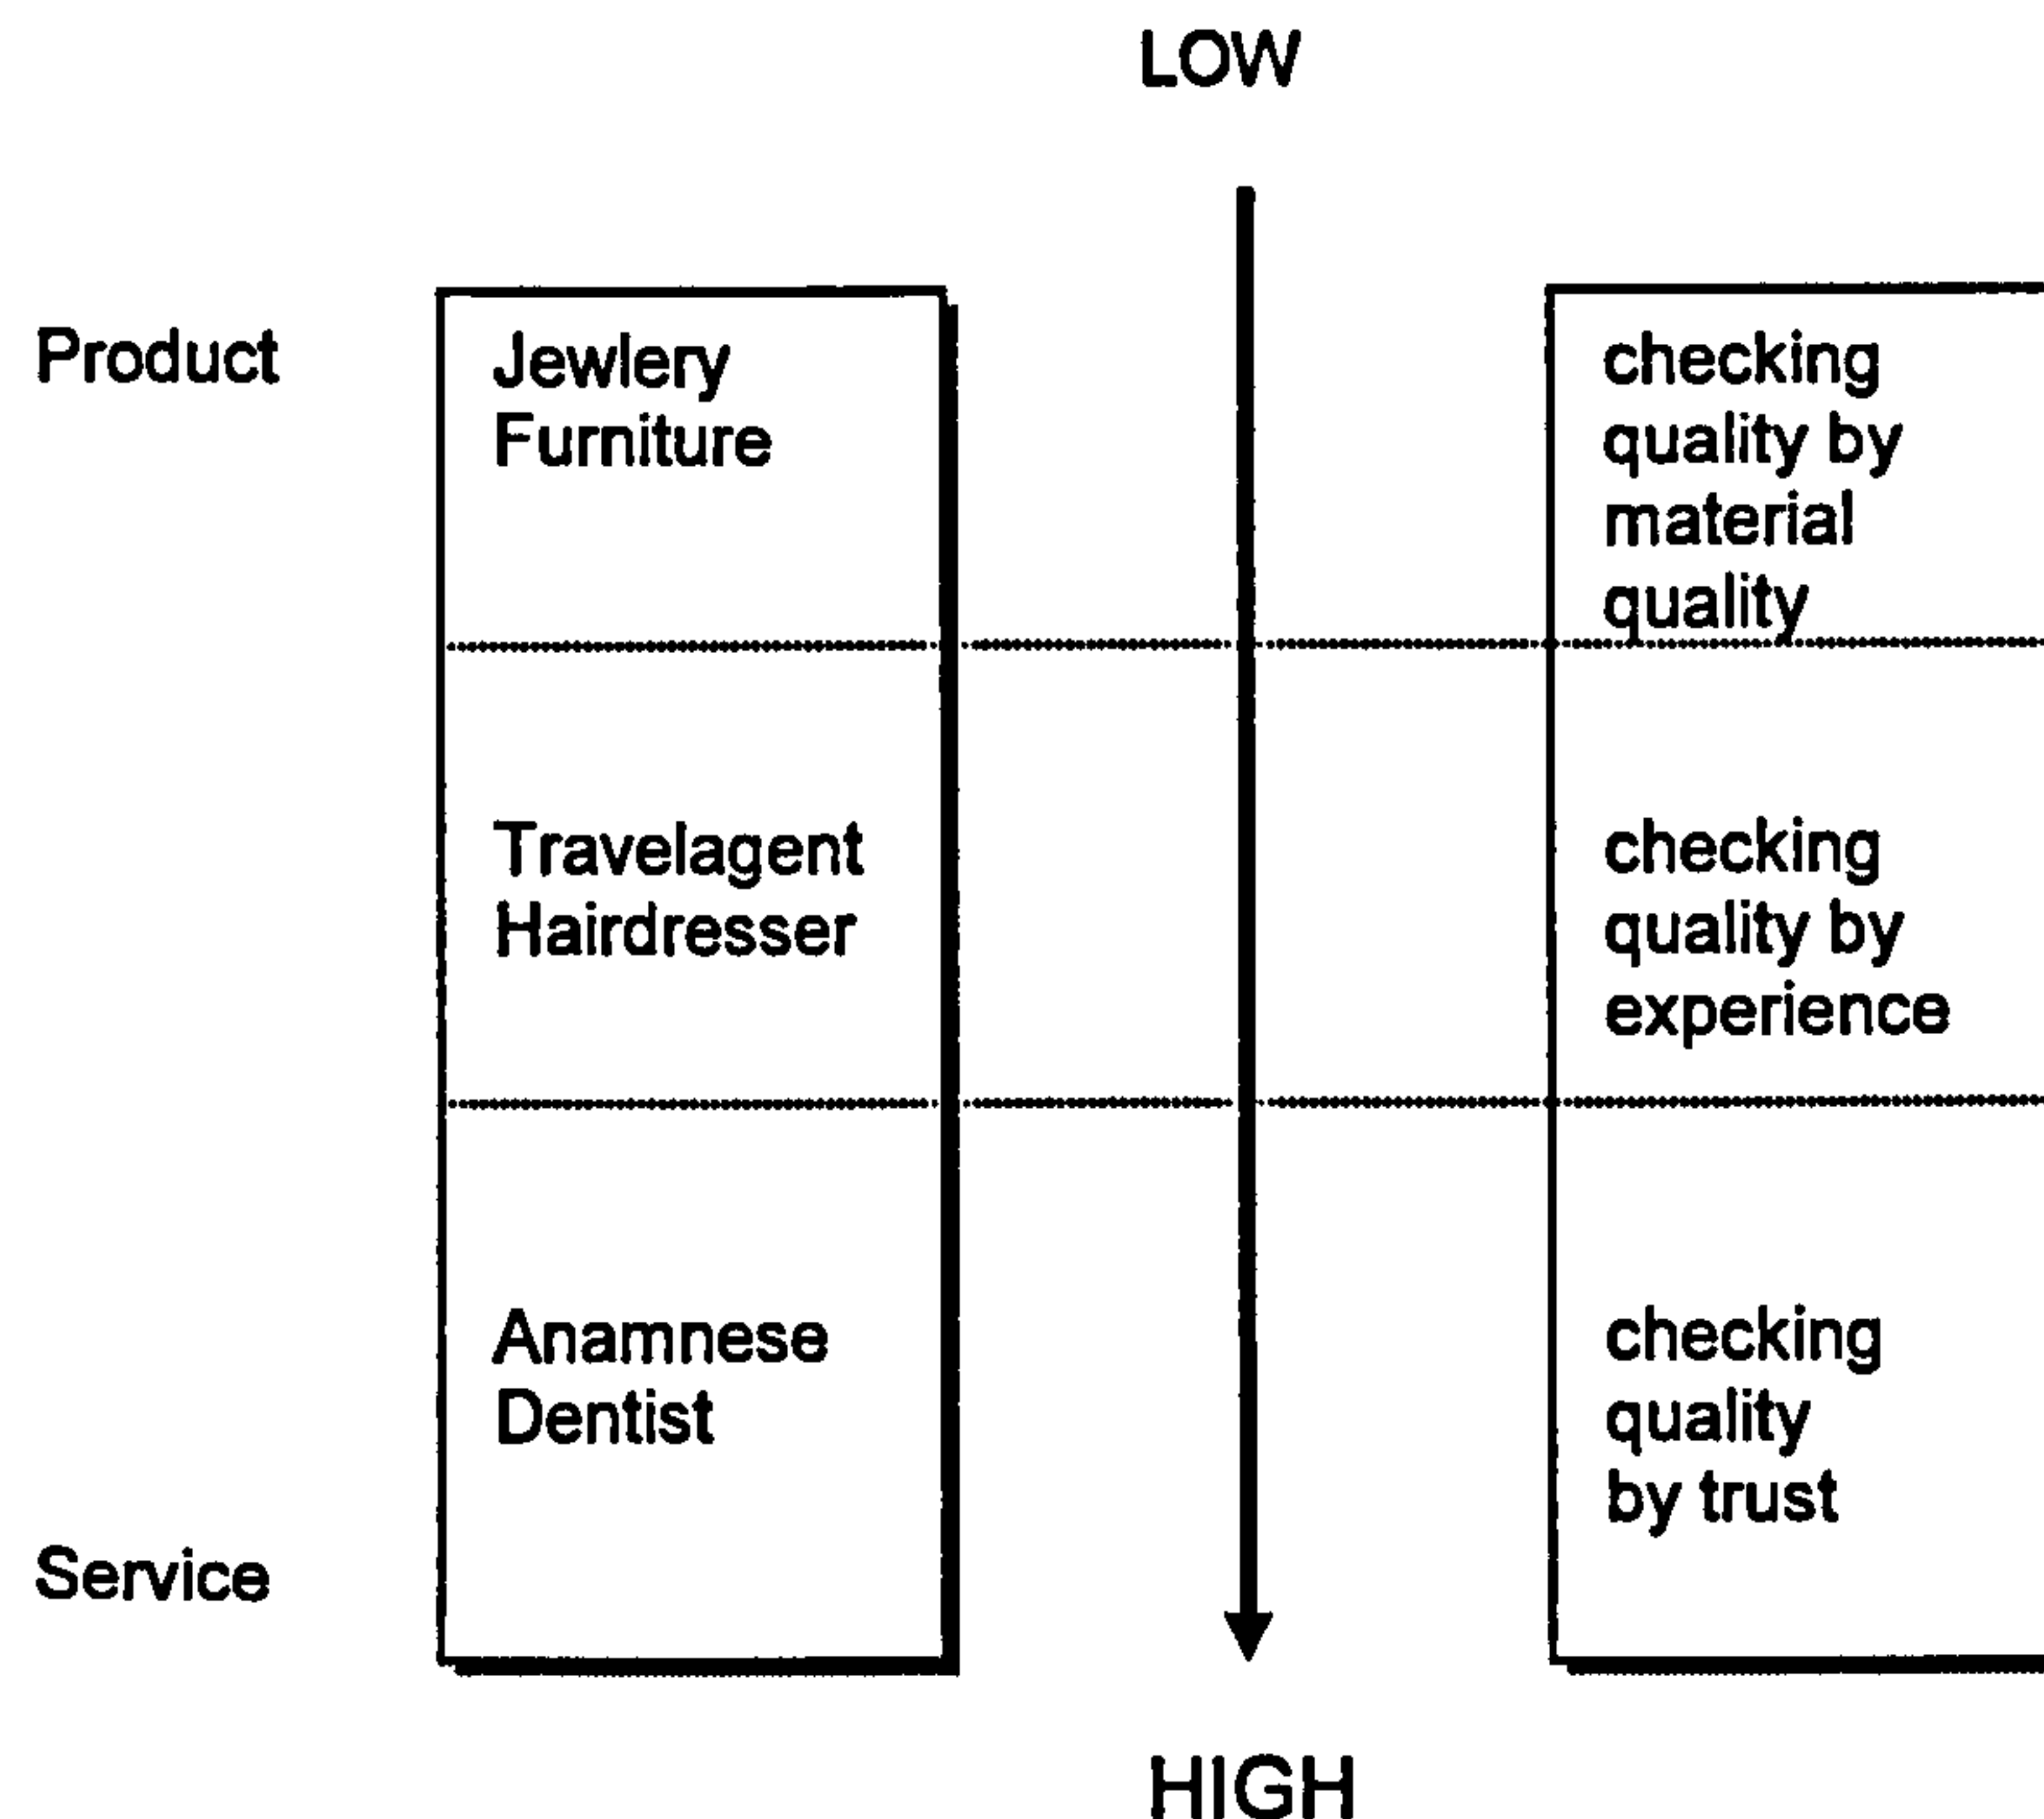 LOW
Product
Jewlery
Furniture
checking
quality by
material
quality
Travelagent
Hairdresser
checking
quality by
experience
Anamnese
Dentist
checking
quality
by trust
Service
HIGH